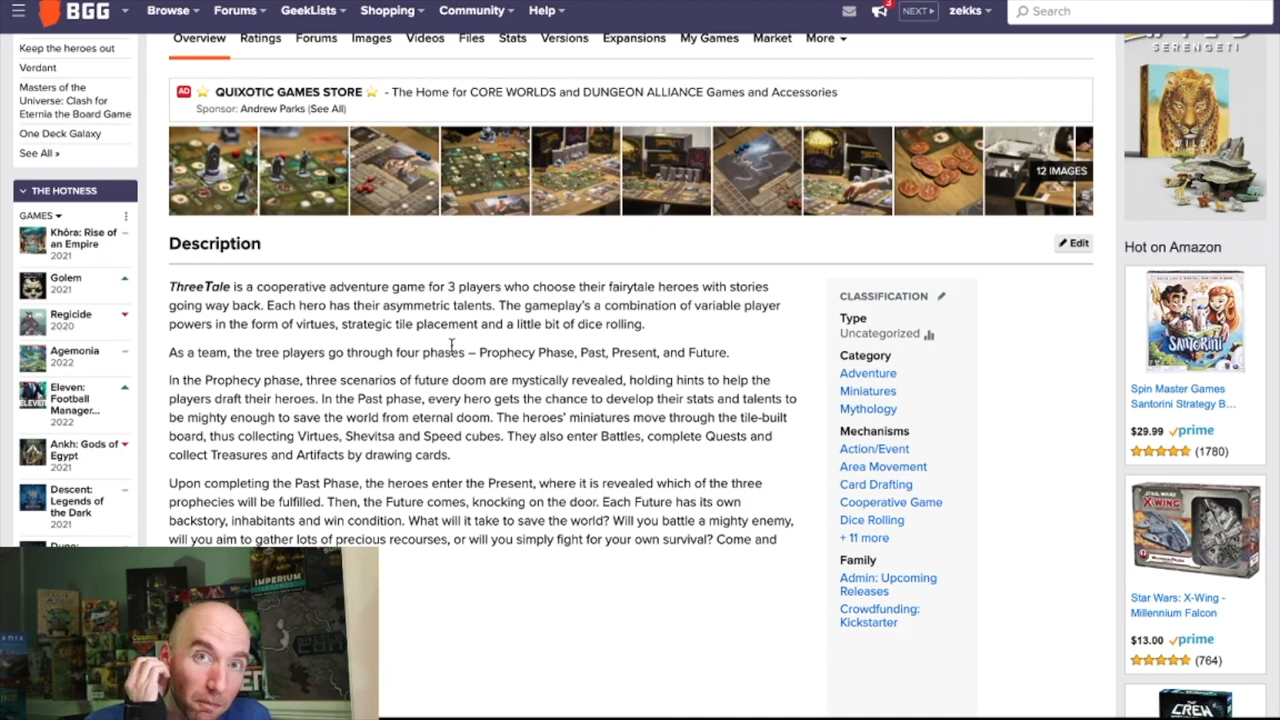 BGG
Browse
Forums
GeekLists
Shopping
Community
Help
3
NEXT
zekks
Search
Keep the heroes out
Verdant
Masters of the
Universe: Clash for
Eternia the Board Game
One Deck Galaxy
See All »
THE HOTNESS
GAMES
Khôra: Rise of
an Empire
2021
Golem
2021
Regicide
2020
Agemonia
2022
Eleven:
Football
Manager...
2022
Ankh: Gods of
Egypt
2021
Descent:
Legends of
the Dark
2021
Overview
Ratings
Forums
Images
Videos
Files
Stats
Versions
Expansions
My Games
Market
More
AD
QUIXOTIC GAMES STORE
- The Home for CORE WORLDS and DUNGEON ALLIANCE Games and Accessories
Sponsor: Andrew Parks (See All)
12 IMAGES
Description
Edit
ThreeTale is a cooperative adventure game for 3 players who choose their fairytale heroes with stories
going way back. Each hero has their asymmetric talents. The gameplay's a combination of variable player
powers in the form of virtues, strategic tile placement and a little bit of dice rolling.
As a team, the tree players go through four phases – Prophecy Phase, Past, Present, and Future.
In the Prophecy phase, three scenarios of future doom are mystically revealed, holding hints to help the
players draft their heroes. In the Past phase, every hero gets the chance to develop their stats and talents to
be mighty enough to save the world from eternal doom. The heroes' miniatures move through the tile-built
board, thus collecting Virtues, Shevitsa and Speed cubes. They also enter Battles, complete Quests and
collect Treasures and Artifacts by drawing cards.
Upon completing the Past Phase, the heroes enter the Present, where it is revealed which of the three
prophecies will be fulfilled. Then, the Future comes, knocking on the door. Each Future has its own
backstory, inhabitants and win condition. What will it take to save the world? Will you battle a mighty enemy,
will you aim to gather lots of precious recourses, or will you simply fight for your own survival? Come and
CLASSIFICATION
Type
Uncategorized
Category
Adventure
Miniatures
Mythology
Mechanisms
Action/Event
Area Movement
Card Drafting
Cooperative Game
Dice Rolling
+ 11 more
Family
Admin: Upcoming
Releases
Crowdfunding:
Kickstarter
SERENGETI
WILD
Hot on Amazon
SANTORINI
Spin Master Games
Santorini Strategy B...
$29.99 prime
(1780)
STAR WARS
X-WING
Star Wars: X-Wing -
Millennium Falcon
$13.00 prime
(764)
THE CREW
IMPERIUM